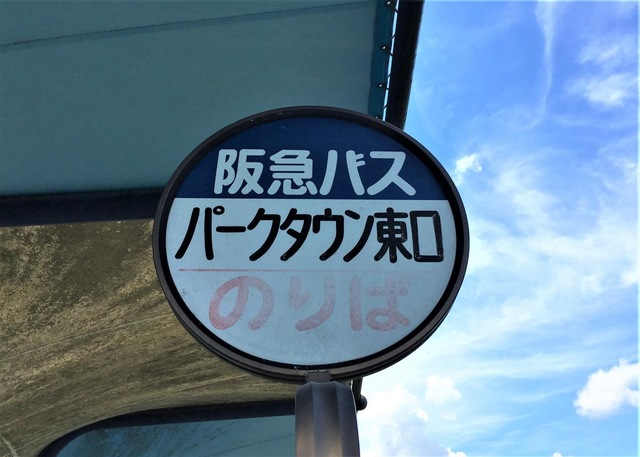 阪急バス
パークタウン東口
のりば